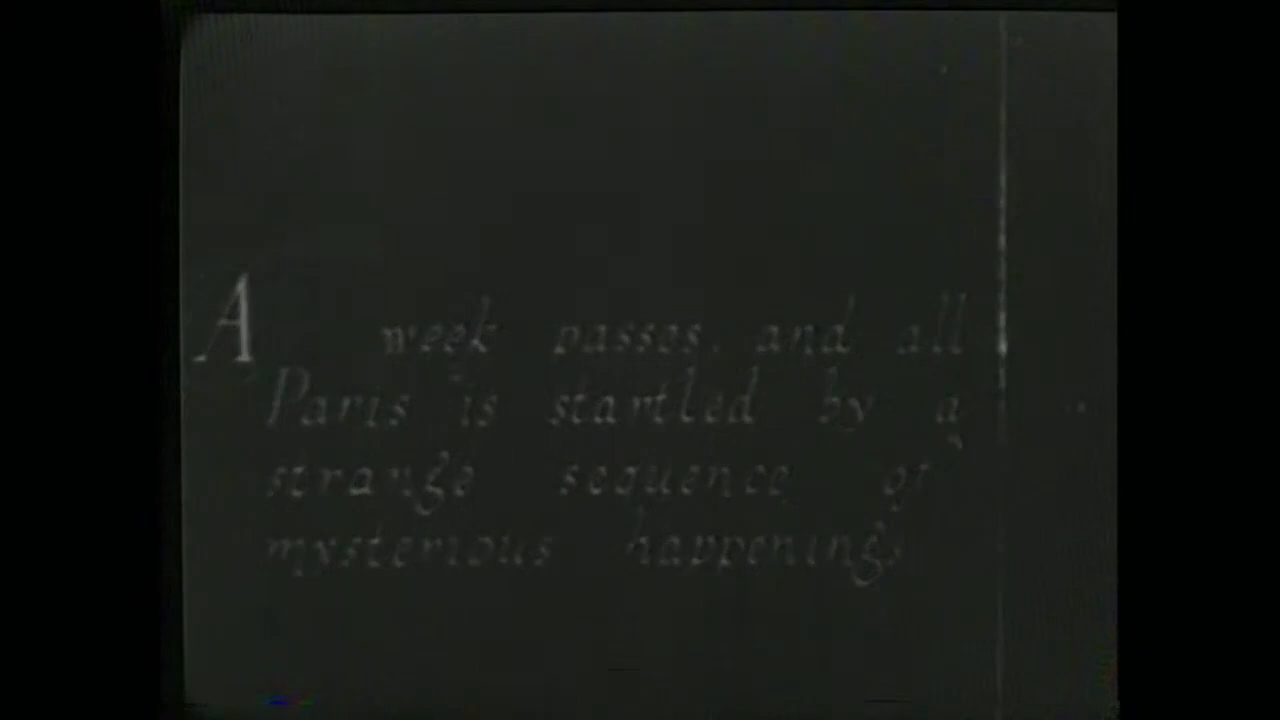 A week passes, and all
Paris is startled by a
strange sequence of
mysterious happenings